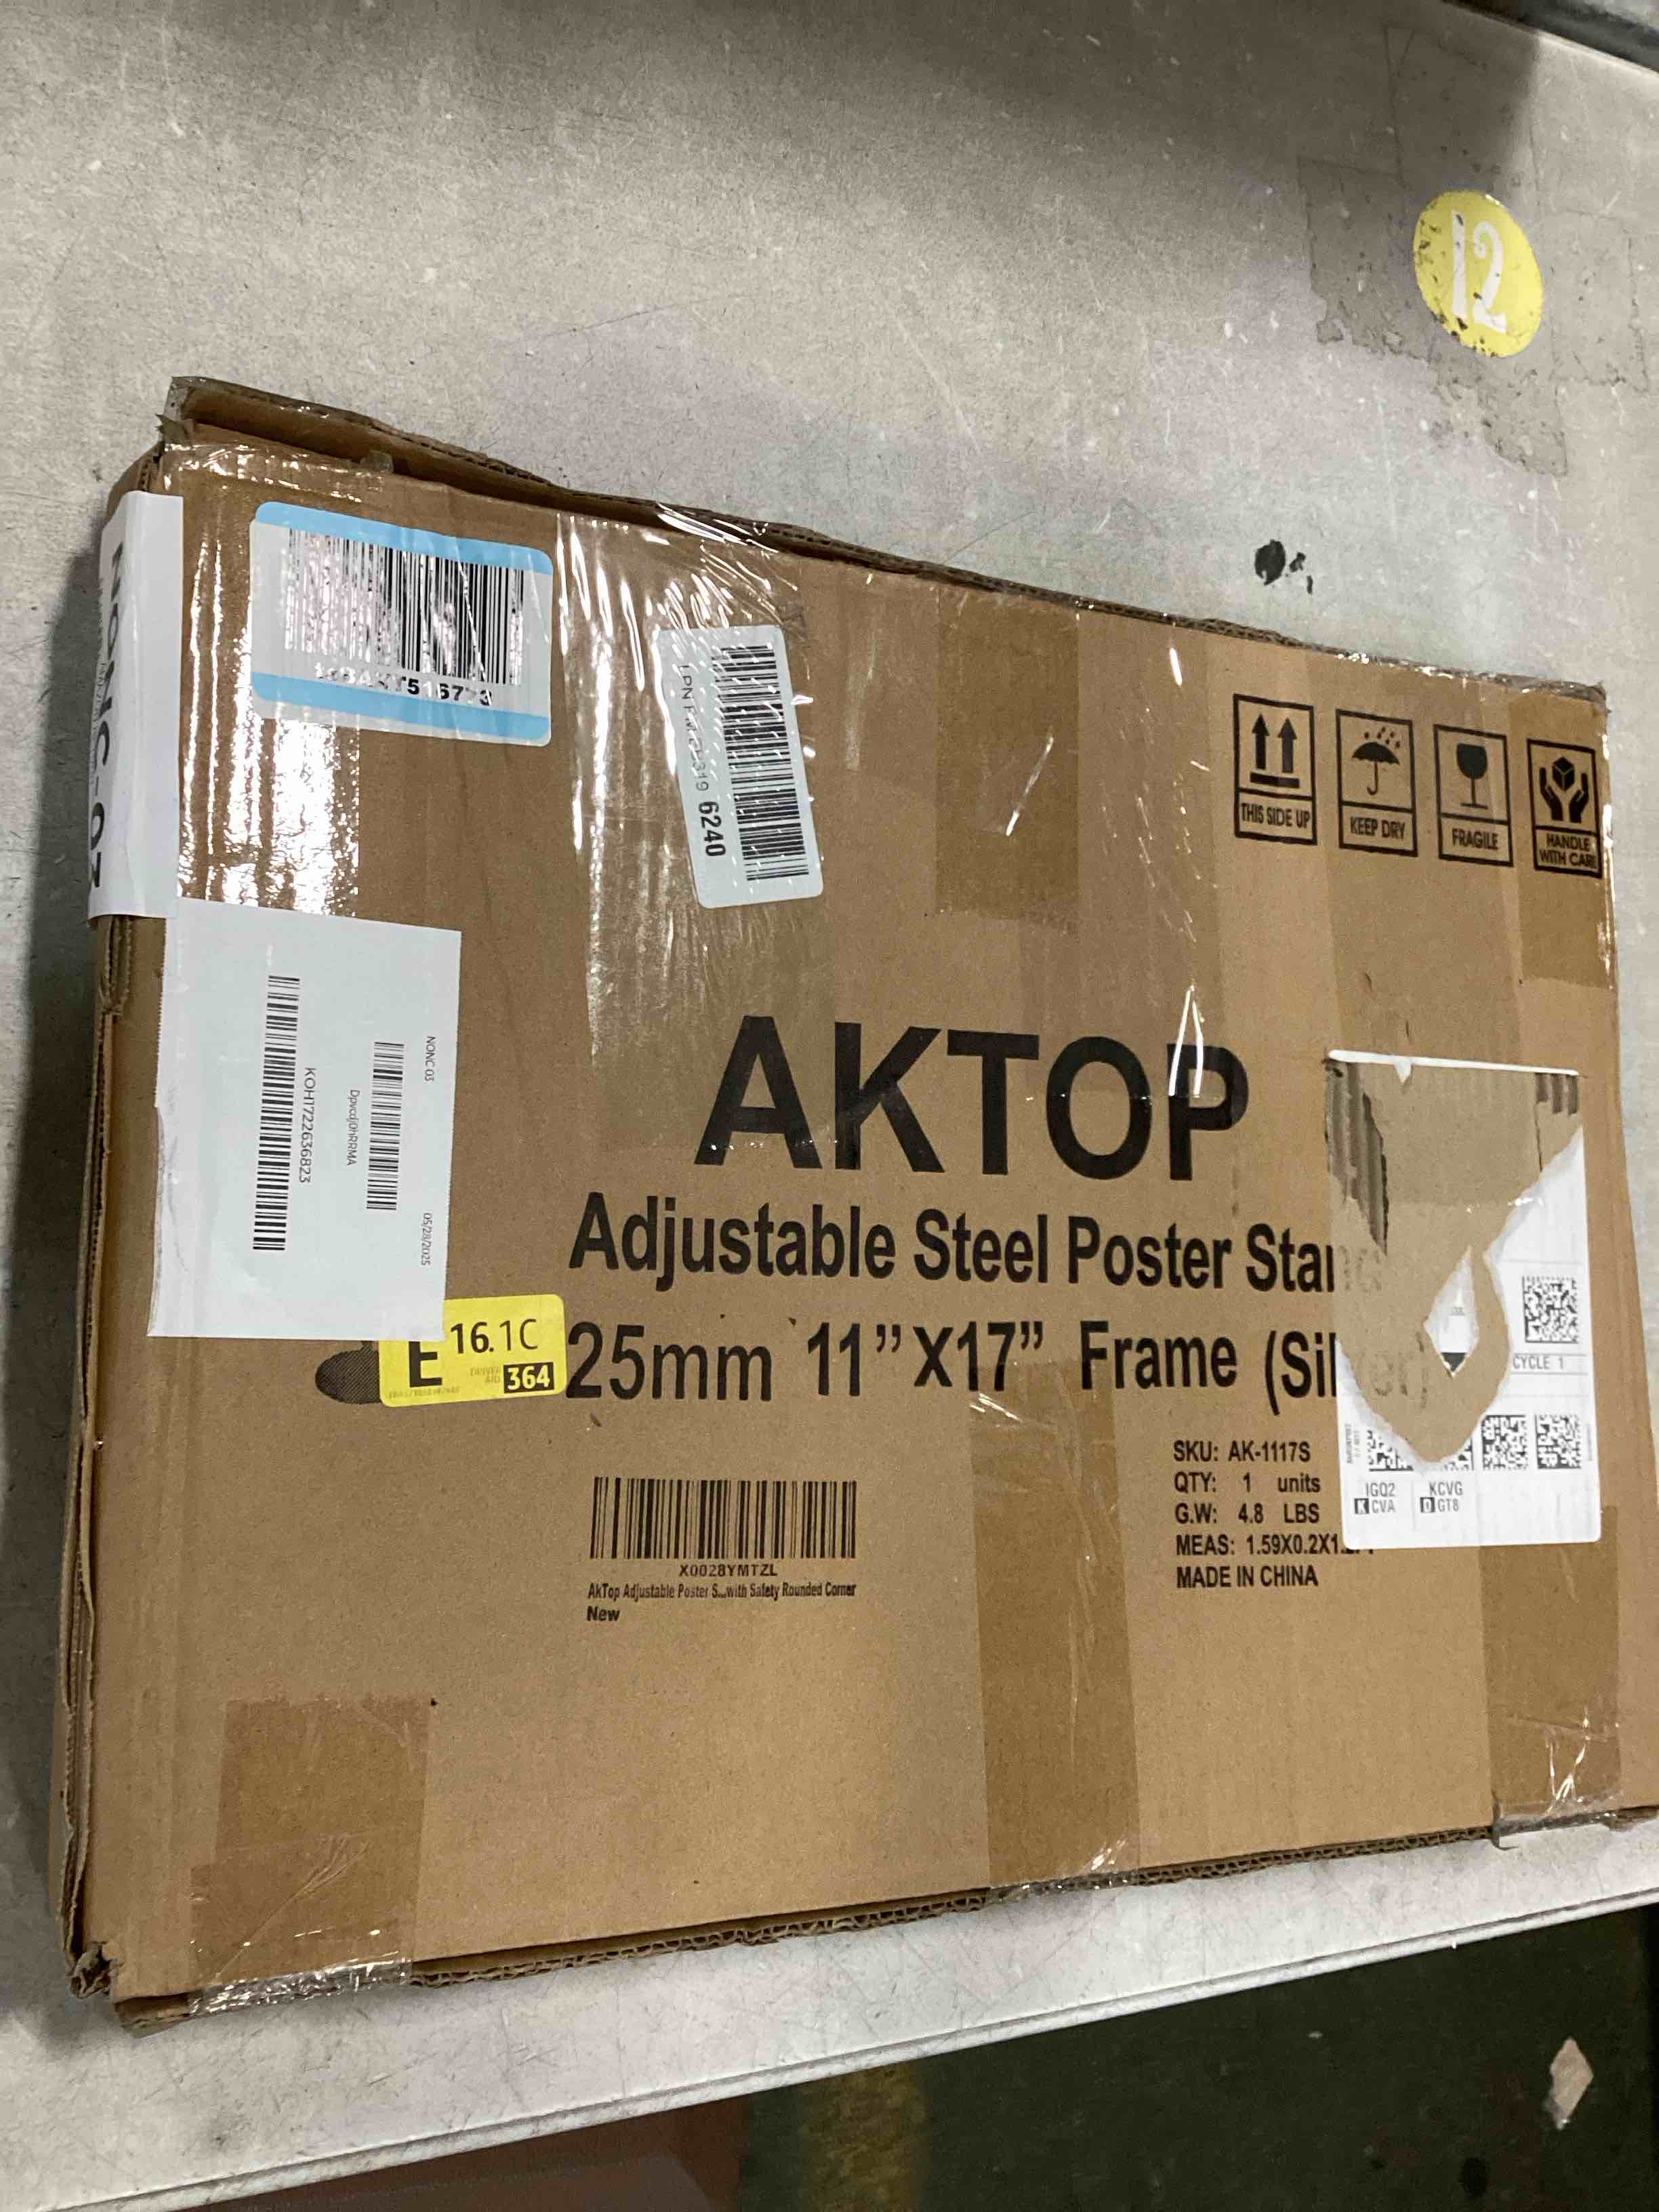 12
6240
THIS SIDE UP
KEEP DRY
FRAGILE
HANDLE
WITH CARE
NONC 03
05/28/2025
KOH1722636823
AKTOP
Adjustable Steel Poster
25mm 11”X17” Frame
E
16.1C
DRIVER
AID
364
CYCLE 1
SKU: AK-1117S
QTY: 1 units
G.W: 4.8 LBS
MEAS: 1.59X0.2X1.
MADE IN CHINA
IGQ2
K CVA
KCVG
D GT8
X0028YMTZL
AkTop Adjustable Poster S...with Safety Rounded Corner
New